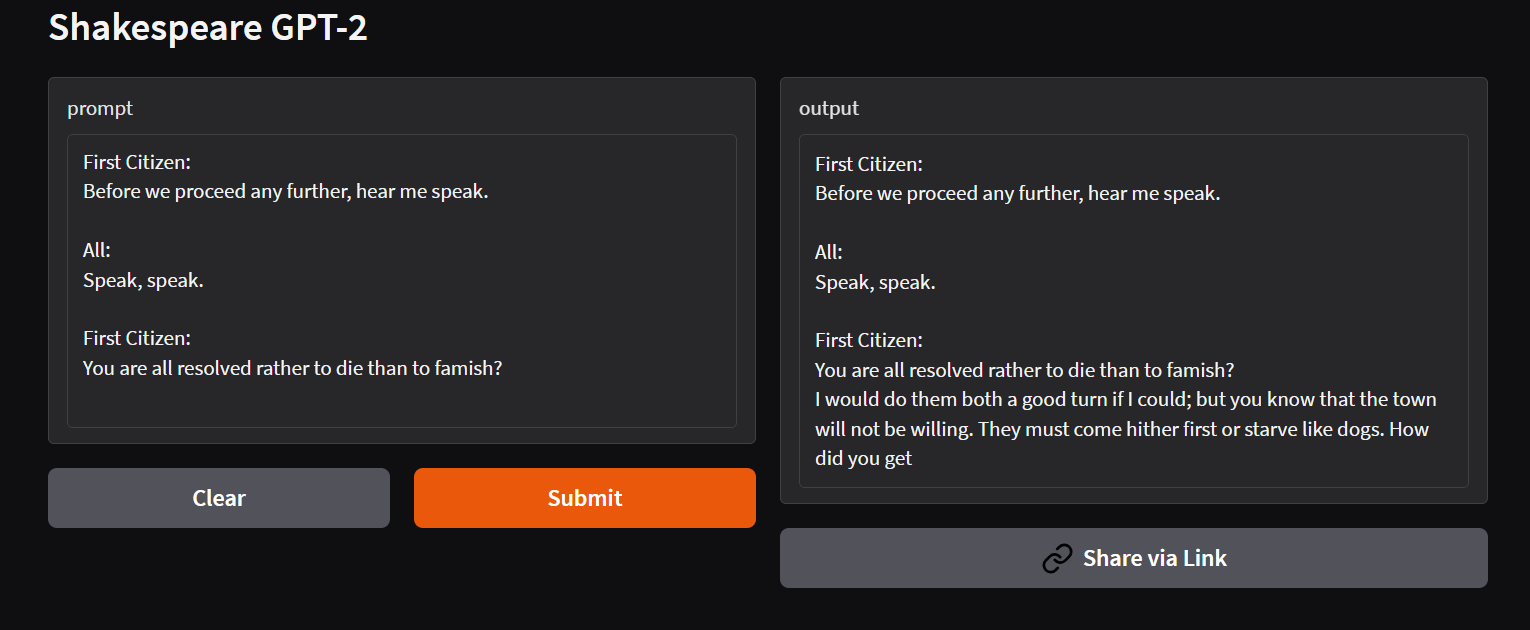 Shakespeare GPT-2
prompt
First Citizen:
Before we proceed any further, hear me speak.
All:
Speak, speak.
First Citizen:
You are all resolved rather to die than to famish?
Clear
Submit
output
First Citizen:
Before we proceed any further, hear me speak.
All:
Speak, speak.
First Citizen:
You are all resolved rather to die than to famish?
I would do them both a good turn if I could; but you know that the town
will not be willing. They must come hither first or starve like dogs. How
did you get
Share via Link